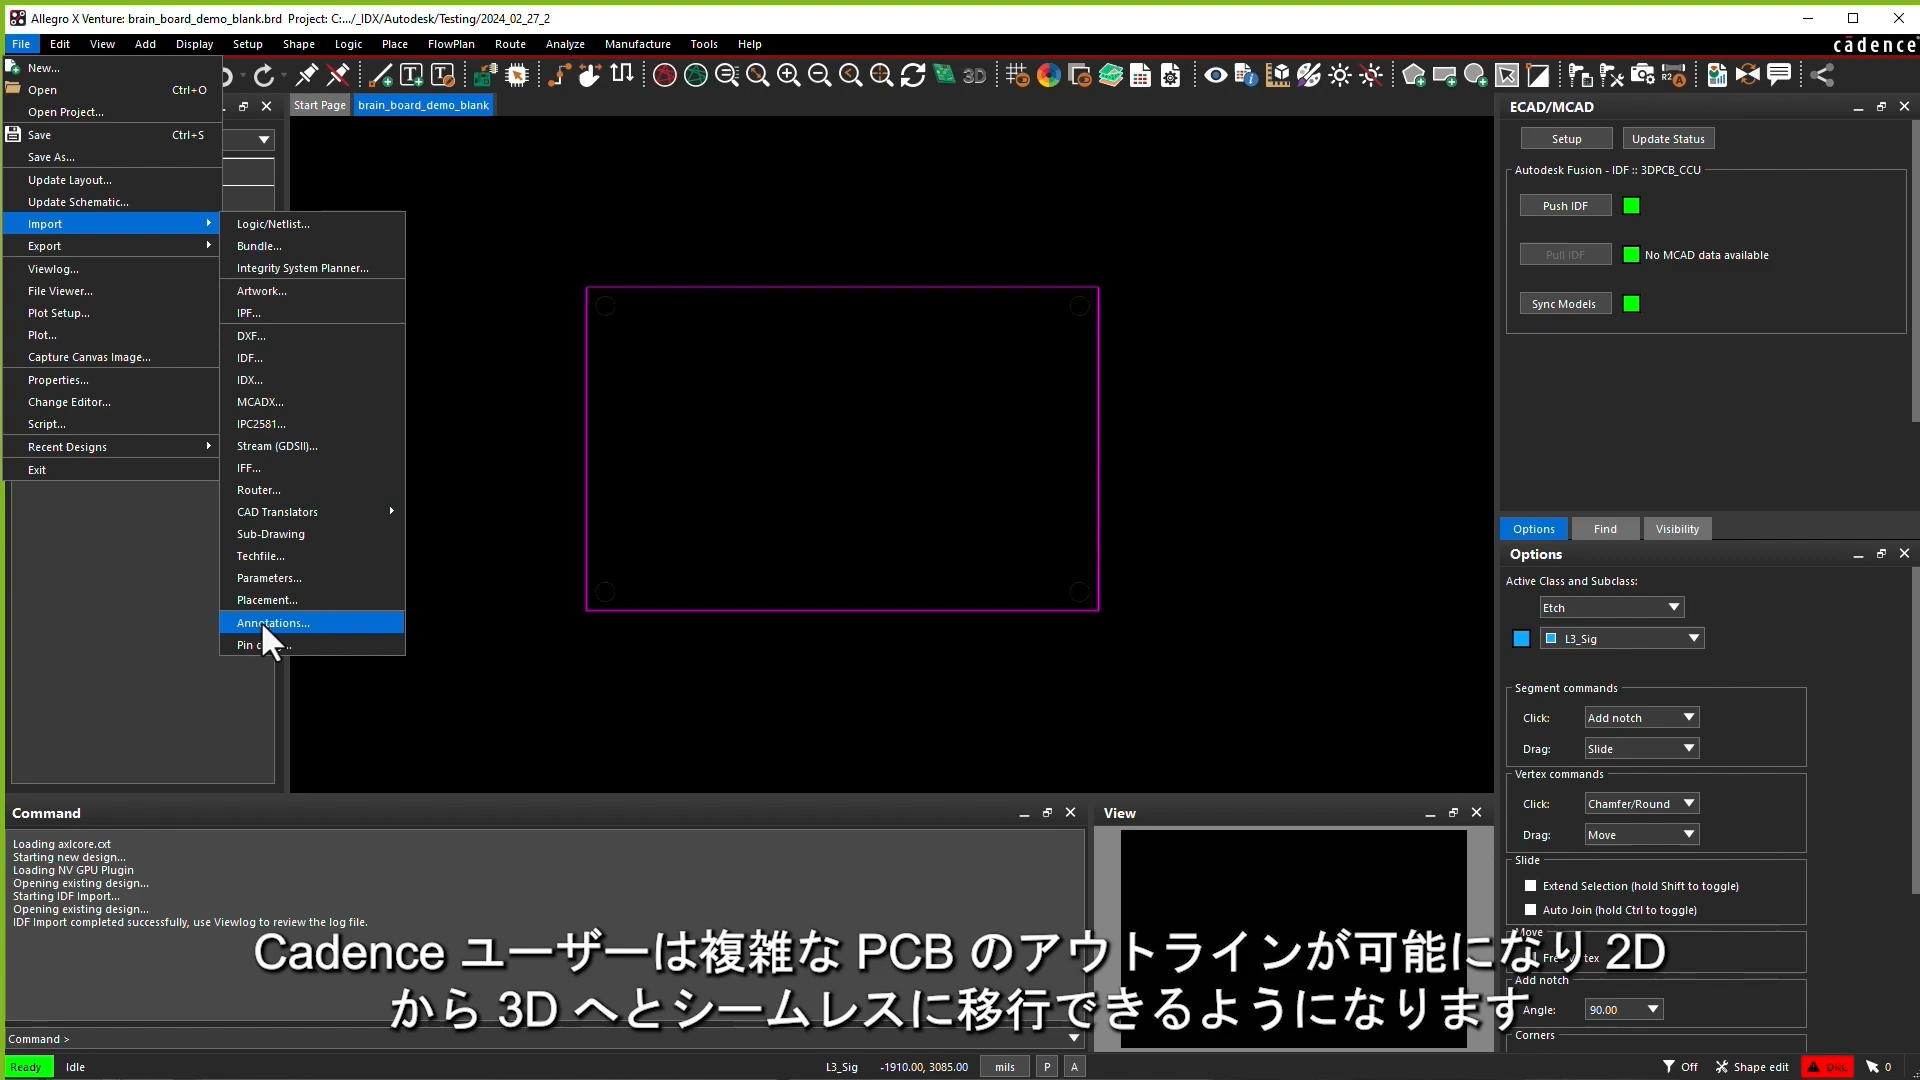 Allegro X Venture: brain_board_demo_blank.brd Project: C:.../_IDX/Autodesk/Testing/2024_02_27_2
File Edit View Add Display Setup Shape Logic Place FlowPlan Route Analyze Manufacture Tools Help
cādence
New...
Open Ctrl+O
Open Project...
Save Ctrl+S
Save As...
Update Layout...
Update Schematic...
Import
Export
Viewlog...
File Viewer...
Plot Setup...
Plot...
Capture Canvas Image...
Properties...
Change Editor...
Script...
Recent Designs
Exit
Logic/Netlist...
Bundle...
Integrity System Planner...
Artwork...
IPF...
DXF...
IDF...
IDX...
MCADX...
IPC2581...
Stream (GDSII)...
IFF...
Router...
CAD Translators
Sub-Drawing
Techfile...
Parameters...
Placement...
Annotations...
Pin
3D
Start Page brain_board_demo_blank
ECAD/MCAD
Setup Update Status
Autodesk Fusion - IDF :: 3DPCB_CCU
Push IDF
Pull IDF No MCAD data available
Sync Models
Options Find Visibility
Options
Active Class and Subclass:
Etch
L3_Sig
Segment commands
Click: Add notch
Drag: Slide
Vertex commands
Click: Chamfer/Round
Drag: Move
Slide
Extend Selection (hold Shift to toggle)
Auto Join (hold Ctrl to toggle)
Move
Add notch
Angle: 90.00
Corners
Command
Loading axlcore.cxt
Starting new design...
Loading NV GPU Plugin
Opening existing design...
Starting IDF Import...
Opening existing design...
IDF Import completed successfully, use Viewlog to review the log file.
View
Cadence ユーザーは複雑な PCB のアウトラインが可能になり 2D
から 3D へとシームレスに移行できるようになります
Command >
Ready Idle L3_Sig -1910.00, 3085.00 mils P A Off Shape edit DRC 0